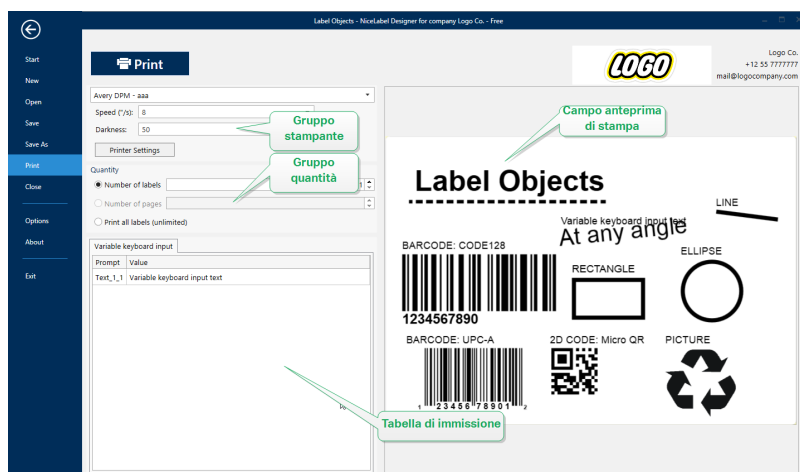 Label Objects - NiceLabel Designer for company Logo Co. - Free
Start
New
Open
Save
Save As
Print
Close
Options
About
Exit
Print
LOGO
Logo Co.
+12 55 7777777
mail@logocompany.com
Avery DPM - aaa
Speed ("/s): 8
Darkness: 50
Printer Settings
Gruppo
stampante
Quantity
Number of labels 1
Number of pages
Print all labels (unlimited)
Gruppo
quantità
Variable keyboard input
Prompt Value
Text_1_1 Variable keyboard input text
Tabella di immissione
Campo anteprima
di stampa
Label Objects
LINE
Variable keyboard input text
At any angle
BARCODE: CODE128
1234567890
RECTANGLE
ELLIPSE
BARCODE: UPC-A
1 23456 78901 2
2D CODE: Micro QR
PICTURE